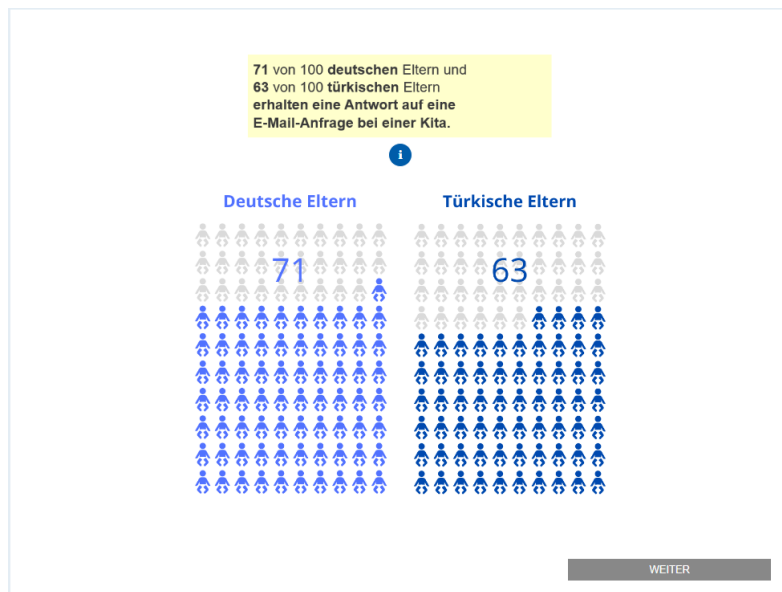 71 von 100 deutschen Eltern und
63 von 100 türkischen Eltern
erhalten eine Antwort auf eine
E-Mail-Anfrage bei einer Kita.
i
Deutsche Eltern
Türkische Eltern
71
63
WEITER